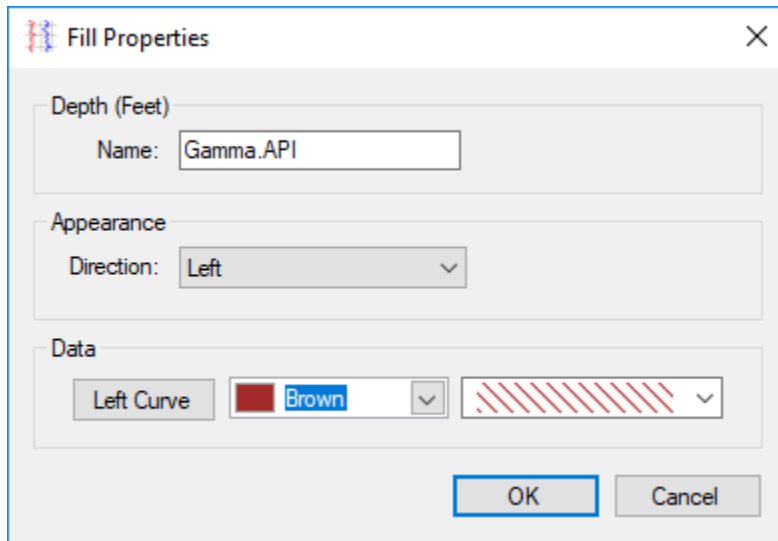 Fill Properties
Depth (Feet)
Name: Gamma.API
Appearance
Direction: Left
Data
Left Curve Brown
OK Cancel